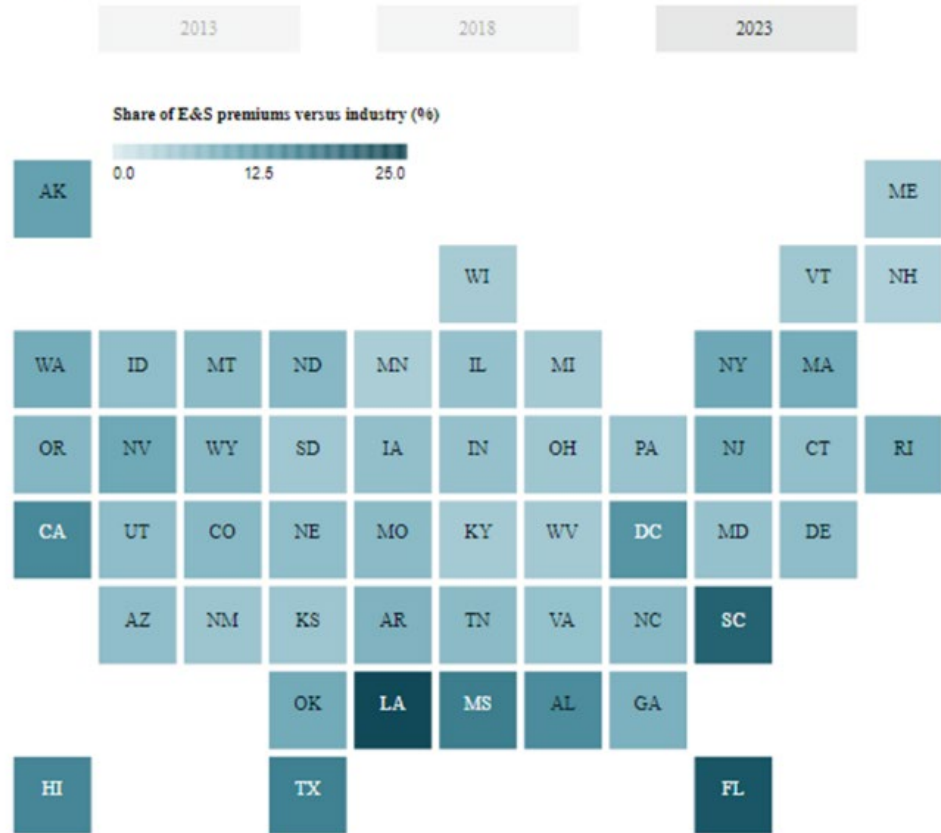 2013 2018 2023
Share of E&S premiums versus industry (%)
0.0 12.5 25.0
AK ME
WI VT NH
WA ID MT ND MN IL MI NY MA
OR NV WY SD IA IN OH PA NJ CT RI
CA UT CO NE MO KY WV DC MD DE
AZ NM KS AR TN VA NC SC
OK LA MS AL GA
HI TX FL